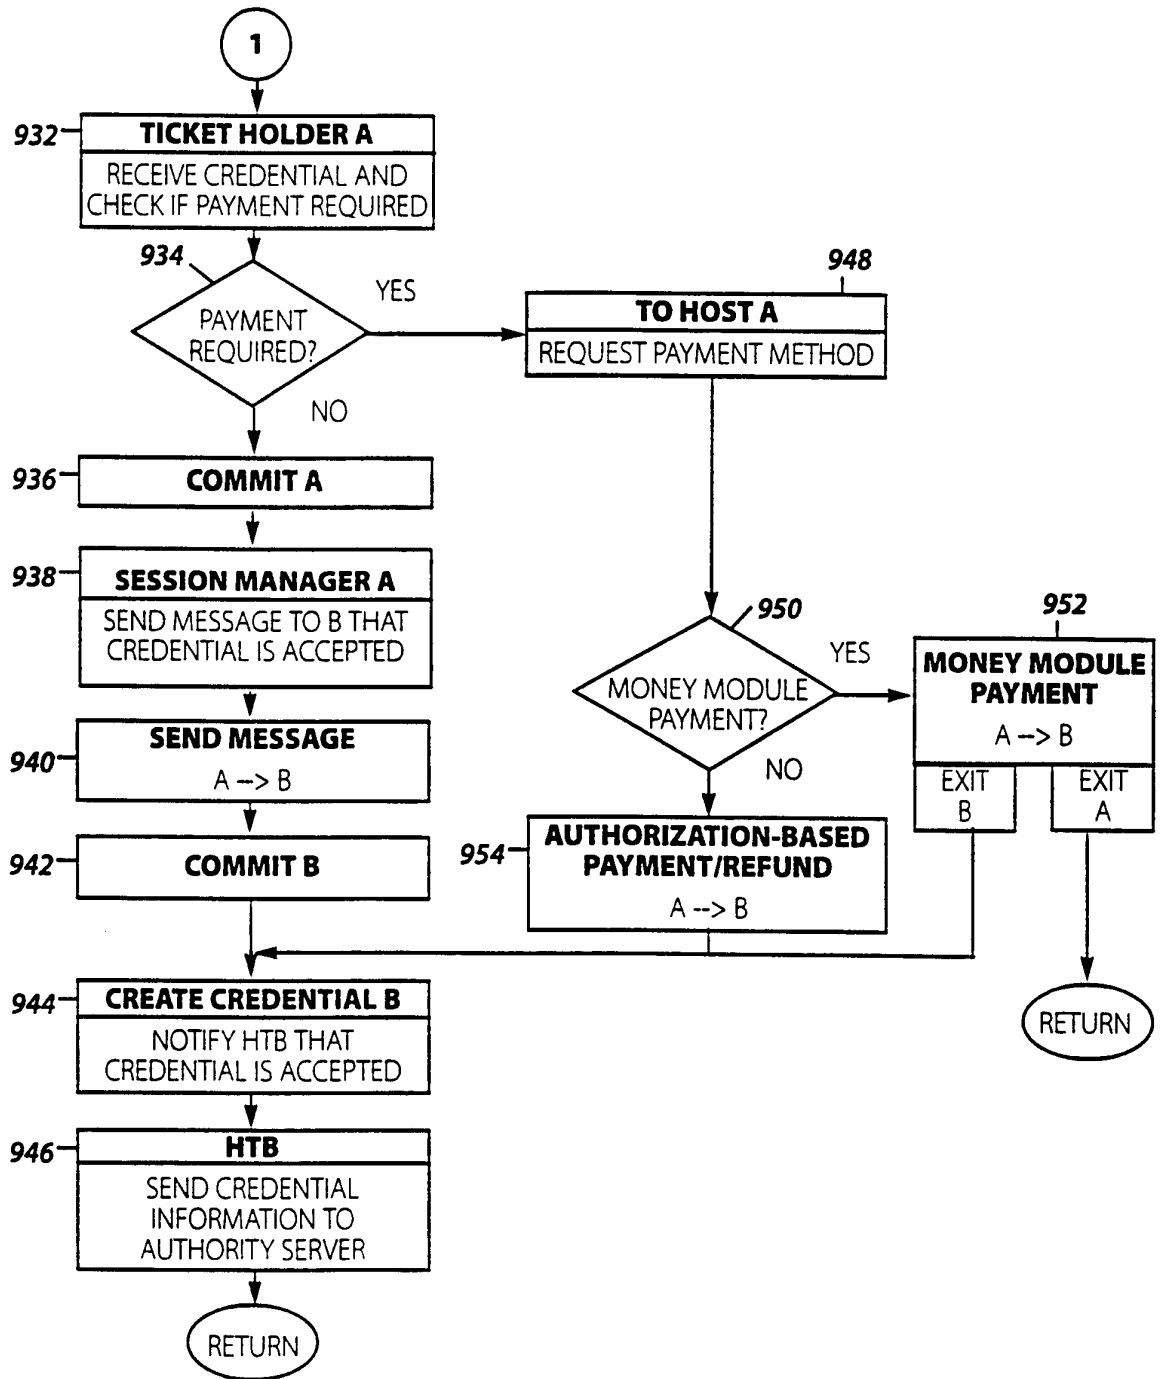 1
932
TICKET HOLDER A
RECEIVE CREDENTIAL AND
CHECK IF PAYMENT REQUIRED
934
PAYMENT
REQUIRED?
YES
NO
948
TO HOST A
REQUEST PAYMENT METHOD
936
COMMIT A
938
SESSION MANAGER A
SEND MESSAGE TO B THAT
CREDENTIAL IS ACCEPTED
940
SEND MESSAGE
A --> B
942
COMMIT B
950
MONEY MODULE
PAYMENT?
YES
NO
952
MONEY MODULE
PAYMENT
A --> B
EXIT
B
EXIT
A
954
AUTHORIZATION-BASED
PAYMENT/REFUND
A --> B
RETURN
944
CREATE CREDENTIAL B
NOTIFY HTB THAT
CREDENTIAL IS ACCEPTED
946
HTB
SEND CREDENTIAL
INFORMATION TO
AUTHORITY SERVER
RETURN